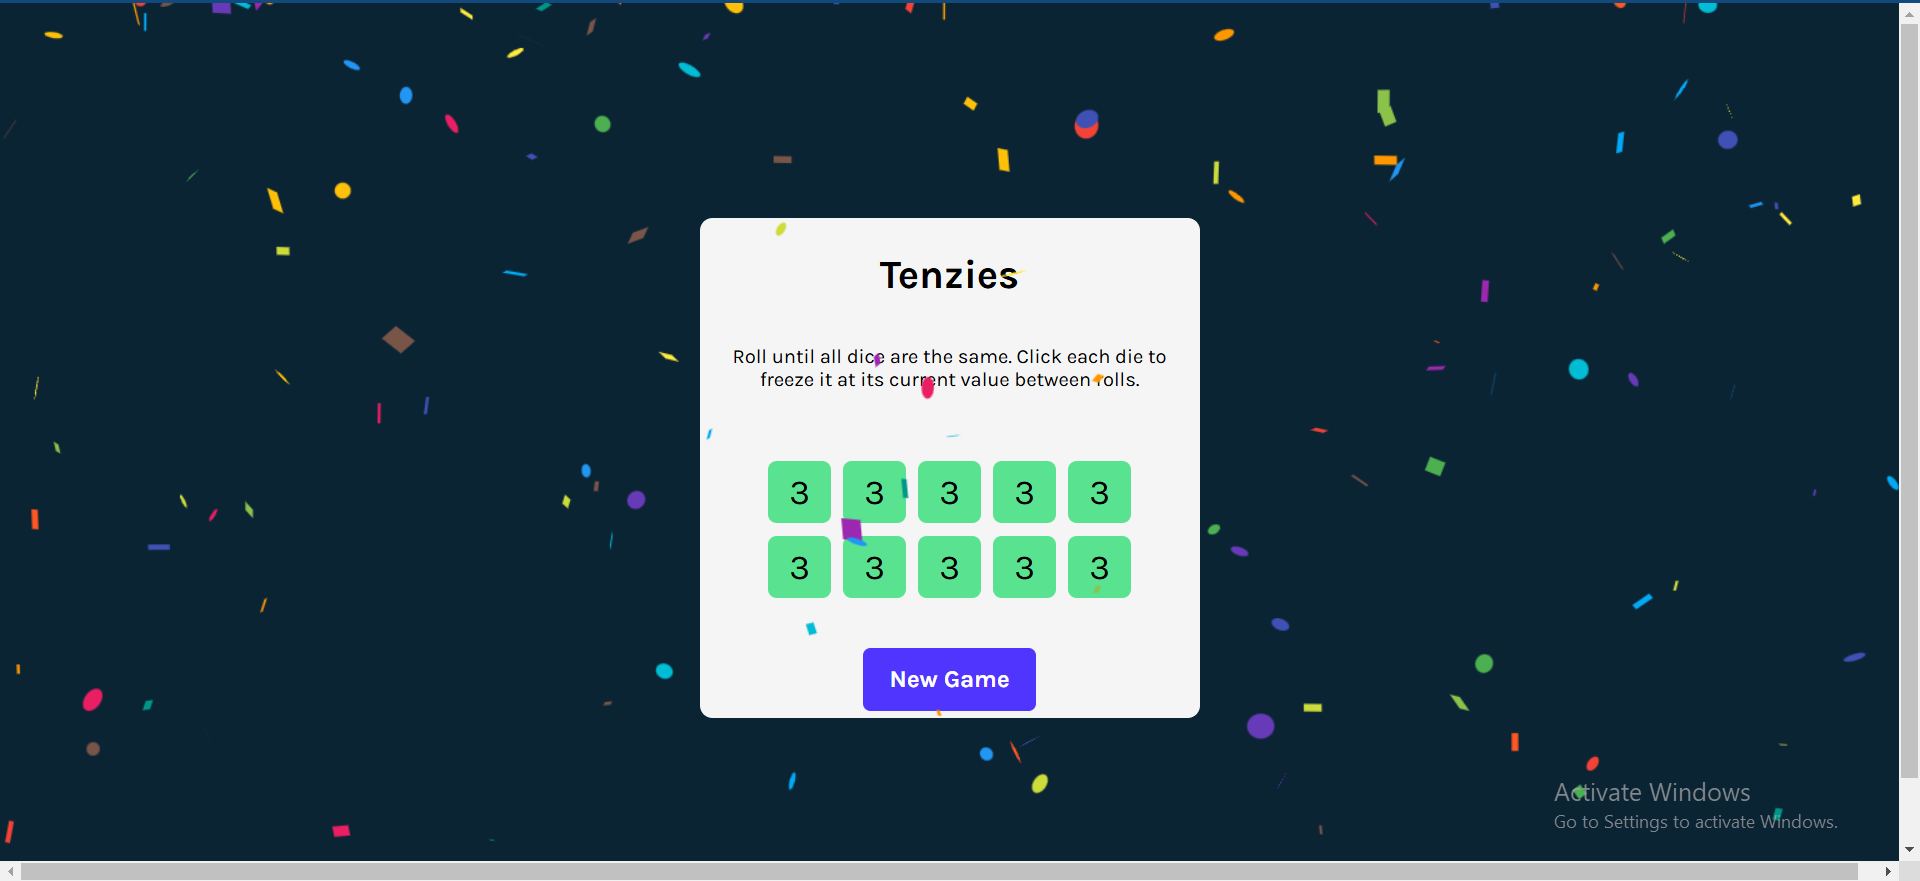 Tenzies
Roll until all dice are the same. Click each die to
freeze it at its current value between rolls.
3 3 3 3 3
3 3 3 3 3
New Game
Activate Windows
Go to Settings to activate Windows.